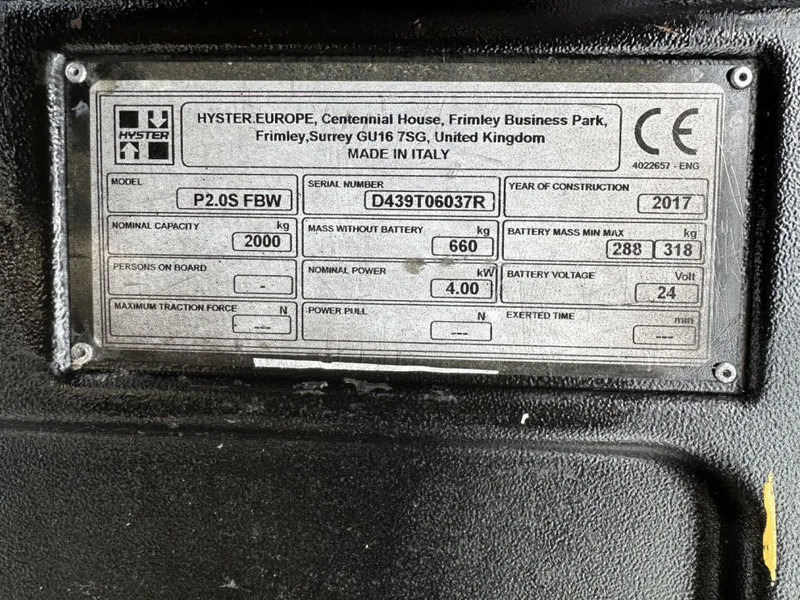 HYSTER
HYSTER.EUROPE, Centennial House, Frimley Business Park,
Frimley,Surrey GU16 7SG, United Kingdom
MADE IN ITALY
CE
4022657 - ENG
MODEL
P2.0S FBW
SERIAL NUMBER
D439T06037R
YEAR OF CONSTRUCTION
2017
NOMINAL CAPACITY kg
2000
MASS WITHOUT BATTERY kg
660
BATTERY MASS MIN MAX kg
288 318
PERSONS ON BOARD
-
NOMINAL POWER kW
4.00
BATTERY VOLTAGE Volt
24
MAXIMUM TRACTION FORCE N
---
POWER PULL N
---
EXERTED TIME min
---